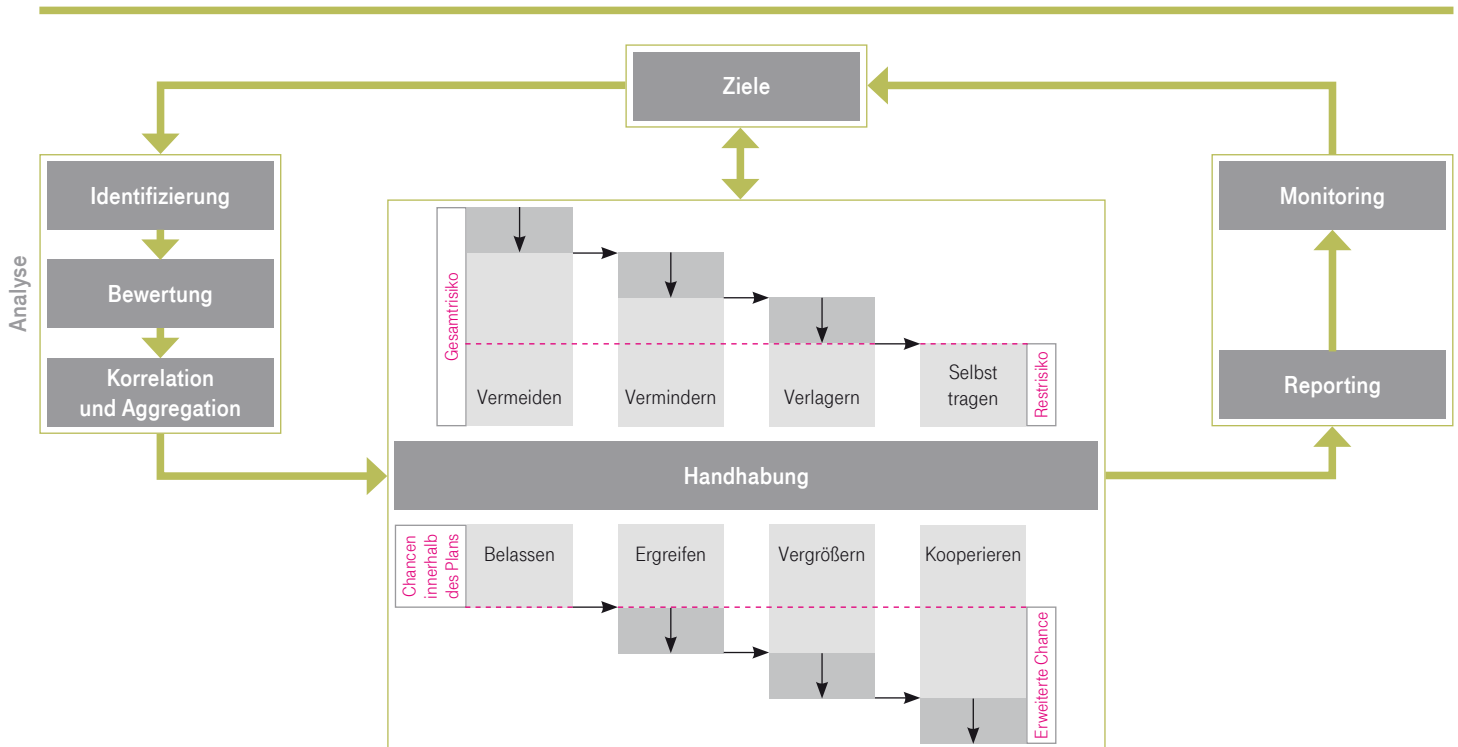 Ziele
Analyse
Identifizierung
Bewertung
Korrelation
und Aggregation
Gesamtrisiko
Vermeiden
Vermindern
Verlagern
Selbst
tragen
Restrisiko
Handhabung
Chancen
innerhalb
des Plans
Belassen
Ergreifen
Vergrößern
Kooperieren
Erweiterte Chance
Monitoring
Reporting